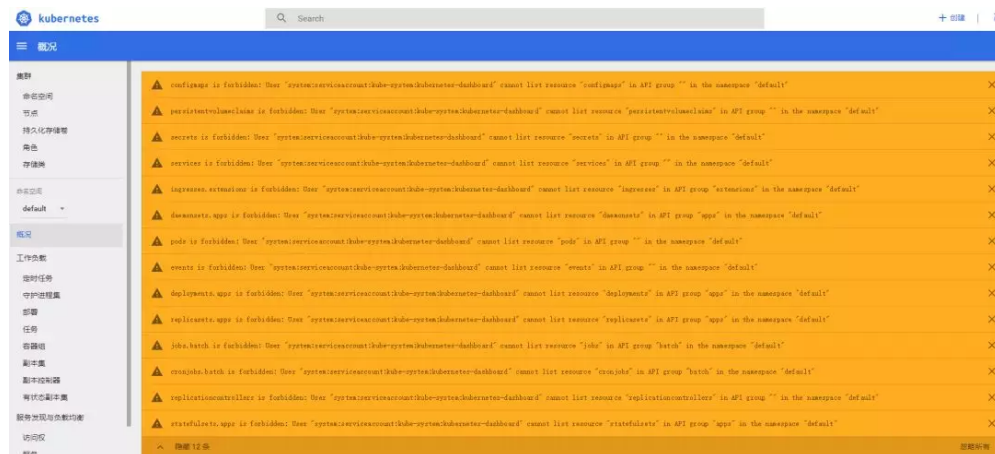 kubernetes
Search
+ 创建
概况
集群
命名空间
节点
持久化存储卷
角色
存储类
命名空间
default
概况
工作负载
定时任务
守护进程集
部署
任务
容器组
副本集
副本控制器
有状态副本集
服务发现与负载均衡
访问权
configmaps is forbidden: User "system:serviceaccount:kube-system:kubernetes-dashboard" cannot list resource "configmaps" in API group "" in the namespace "default"
persistentvolumeclaims is forbidden: User "system:serviceaccount:kube-system:kubernetes-dashboard" cannot list resource "persistentvolumeclaims" in API group "" in the namespace "default"
secrets is forbidden: User "system:serviceaccount:kube-system:kubernetes-dashboard" cannot list resource "secrets" in API group "" in the namespace "default"
services is forbidden: User "system:serviceaccount:kube-system:kubernetes-dashboard" cannot list resource "services" in API group "" in the namespace "default"
ingresses.extensions is forbidden: User "system:serviceaccount:kube-system:kubernetes-dashboard" cannot list resource "ingresses" in API group "extensions" in the namespace "default"
daemonsets.apps is forbidden: User "system:serviceaccount:kube-system:kubernetes-dashboard" cannot list resource "daemonsets" in API group "apps" in the namespace "default"
pods is forbidden: User "system:serviceaccount:kube-system:kubernetes-dashboard" cannot list resource "pods" in API group "" in the namespace "default"
events is forbidden: User "system:serviceaccount:kube-system:kubernetes-dashboard" cannot list resource "events" in API group "" in the namespace "default"
deployments.apps is forbidden: User "system:serviceaccount:kube-system:kubernetes-dashboard" cannot list resource "deployments" in API group "apps" in the namespace "default"
replicasets.apps is forbidden: User "system:serviceaccount:kube-system:kubernetes-dashboard" cannot list resource "replicasets" in API group "apps" in the namespace "default"
jobs.batch is forbidden: User "system:serviceaccount:kube-system:kubernetes-dashboard" cannot list resource "jobs" in API group "batch" in the namespace "default"
cronjobs.batch is forbidden: User "system:serviceaccount:kube-system:kubernetes-dashboard" cannot list resource "cronjobs" in API group "batch" in the namespace "default"
replicationcontrollers is forbidden: User "system:serviceaccount:kube-system:kubernetes-dashboard" cannot list resource "replicationcontrollers" in API group "" in the namespace "default"
statefulsets.apps is forbidden: User "system:serviceaccount:kube-system:kubernetes-dashboard" cannot list resource "statefulsets" in API group "apps" in the namespace "default"
隐藏 12 条
忽略所有